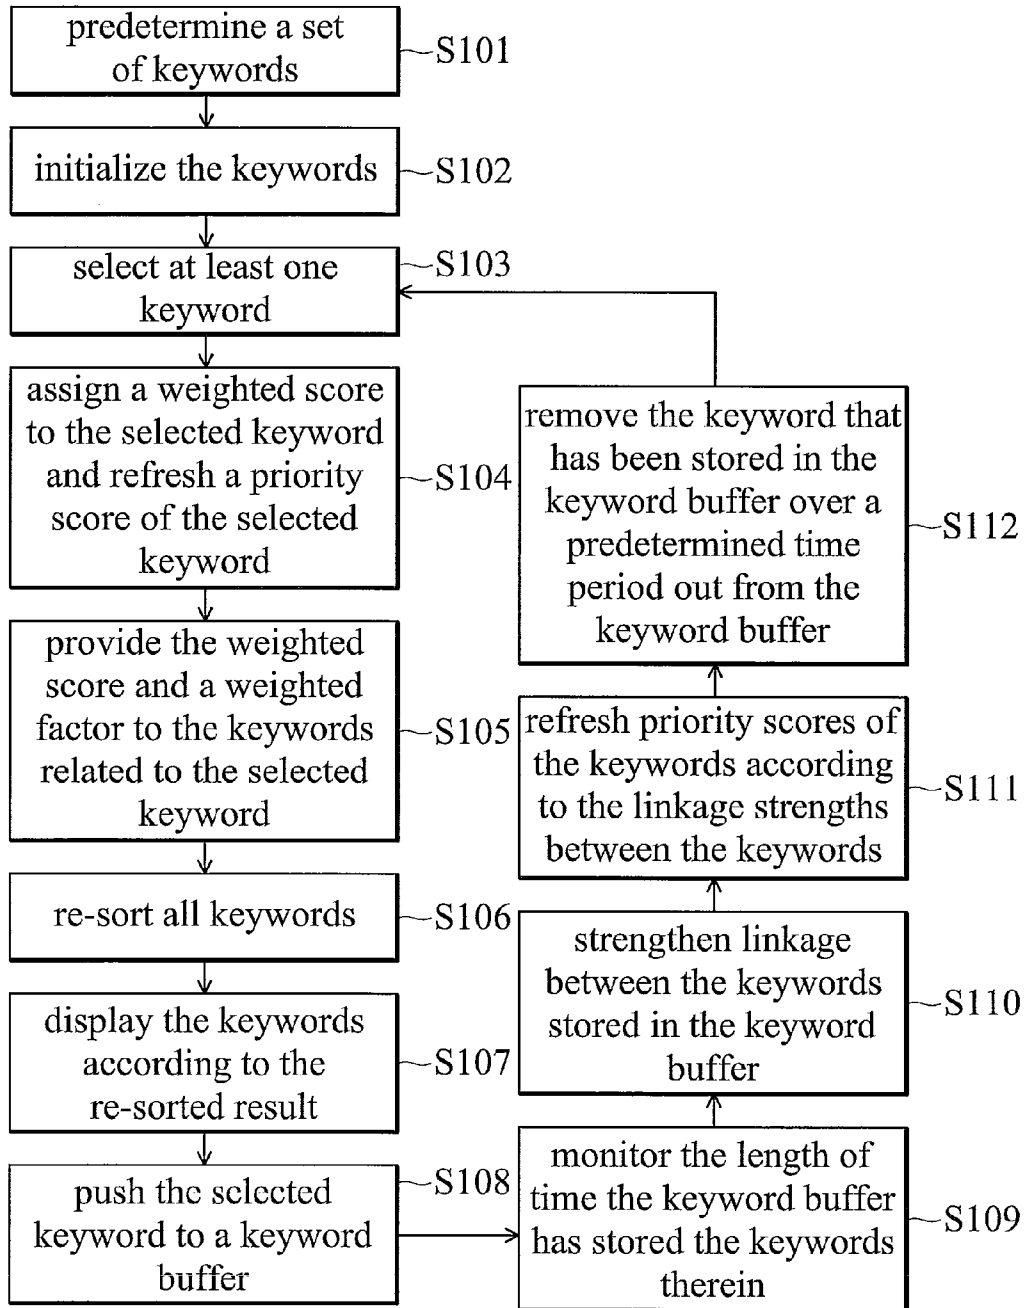 predetermine a set
of keywords
S101
initialize the keywords
S102
select at least one
keyword
S103
assign a weighted score
to the selected keyword
and refresh a priority
score of the selected
keyword
S104
provide the weighted
score and a weighted
factor to the keywords
related to the selected
keyword
S105
re-sort all keywords
S106
display the keywords
according to the
re-sorted result
S107
push the selected
keyword to a keyword
buffer
S108
monitor the length of
time the keyword buffer
has stored the keywords
therein
S109
strengthen linkage
between the keywords
stored in the keyword
buffer
S110
refresh priority scores
of the keywords according
to the linkage strengths
between the keywords
S111
remove the keyword that
has been stored in the
keyword buffer over a
predetermined time
period out from the
keyword buffer
S112